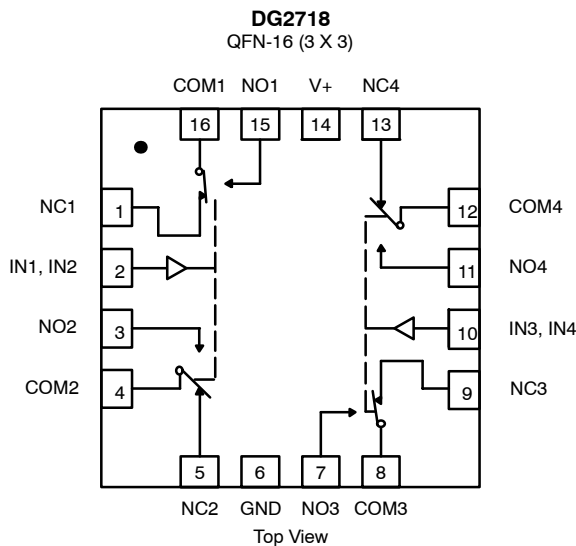 DG2718
QFN-16 (3 X 3)
COM1 NO1 V+ NC4
16 15 14 13
NC1 1 12 COM4
IN1, IN2 2 11 NO4
NO2 3 10 IN3, IN4
COM2 4 9 NC3
5 6 7 8
NC2 GND NO3 COM3
Top View